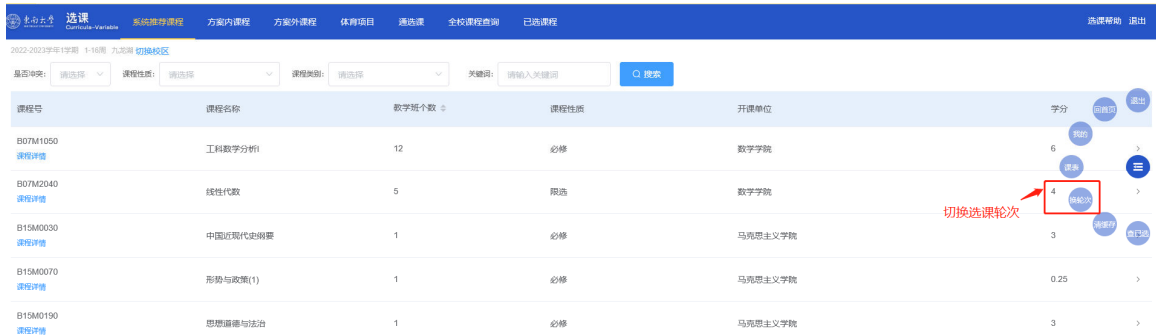 东南大学 选课 系统推荐课程 方案内课程 方案外课程 体育项目 通选课 全校课程查询 已选课程 选课帮助 退出
Curricula-Variable
2022-2023学年1学期 1-16周 九龙湖 切换校区
是否冲突: 请选择 课程性质: 请选择 课程类别: 请选择 关键词: 请输入关键词 搜索
课程号 课程名称 教学班个数 课程性质 开课单位 学分 回首页 退出
我的
B07M1050 工科数学分析I 12 必修 数学学院 6
课程详情
课表
B07M2040 线性代数 5 限选 数学学院 4
课程详情
换轮次
切换选课轮次
清缓存 查已选
B15M0030 中国近现代史纲要 1 必修 马克思主义学院 3
课程详情
B15M0070 形势与政策(1) 1 必修 马克思主义学院 0.25
课程详情
B15M0190 思想道德与法治 1 必修 马克思主义学院 3
课程详情